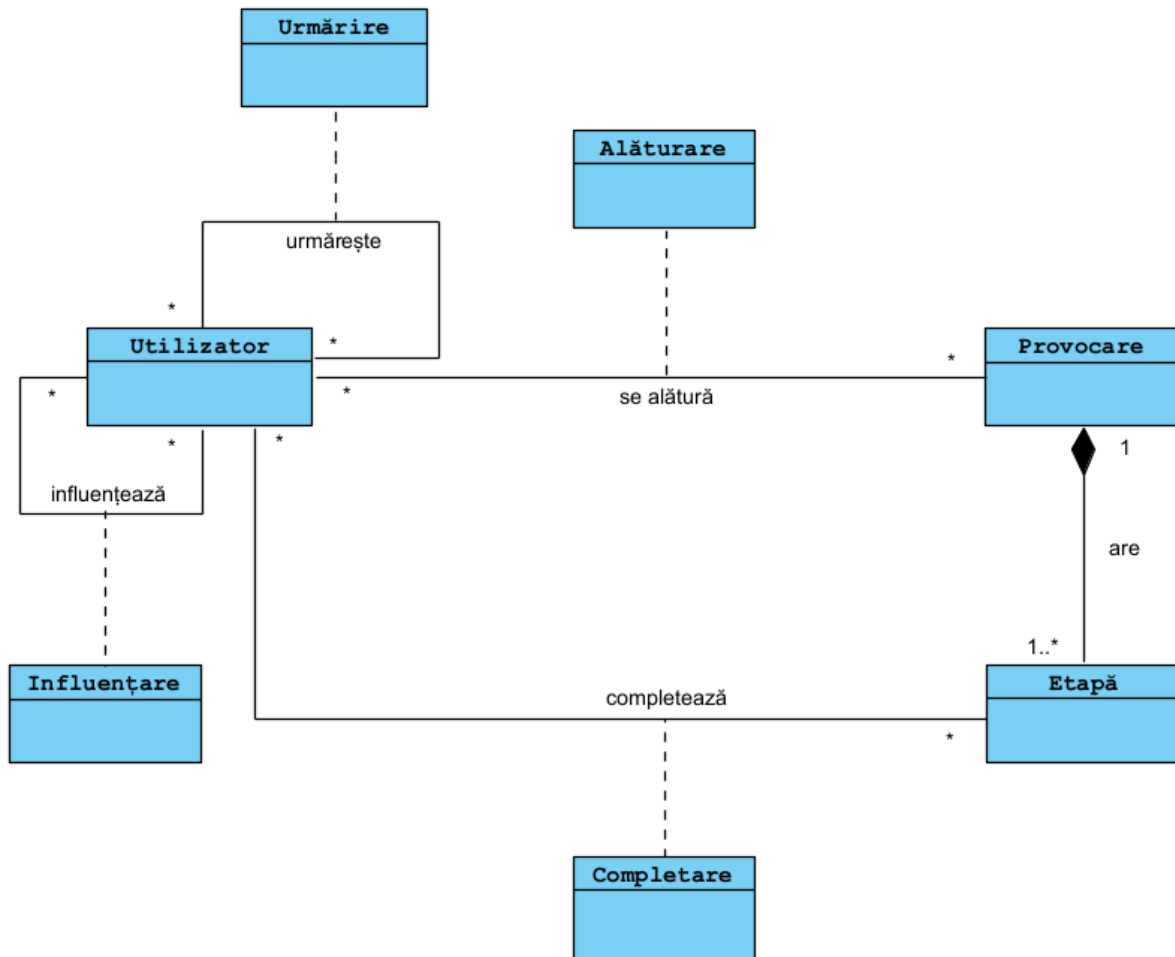 Urmărire
Alăturare
urmărește
*
*
Utilizator
Provocare
*
*
*
se alătură
*
*
1
influențează
are
1..*
Influențare
Etapă
completează
*
Completare